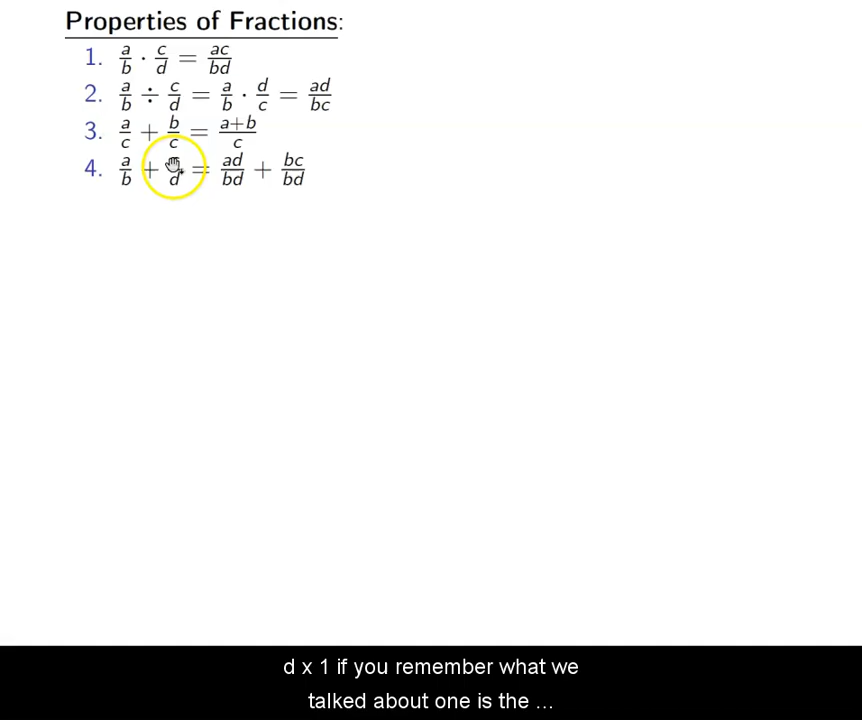 Properties of Fractions:
1. a/b · c/d = ac/bd
2. a/b ÷ c/d = a/b · d/c = ad/bc
3. a/c + b/c = a+b/c
4. a/b + /d = ad/bd + bc/bd
d x 1 if you remember what we
talked about one is the ...